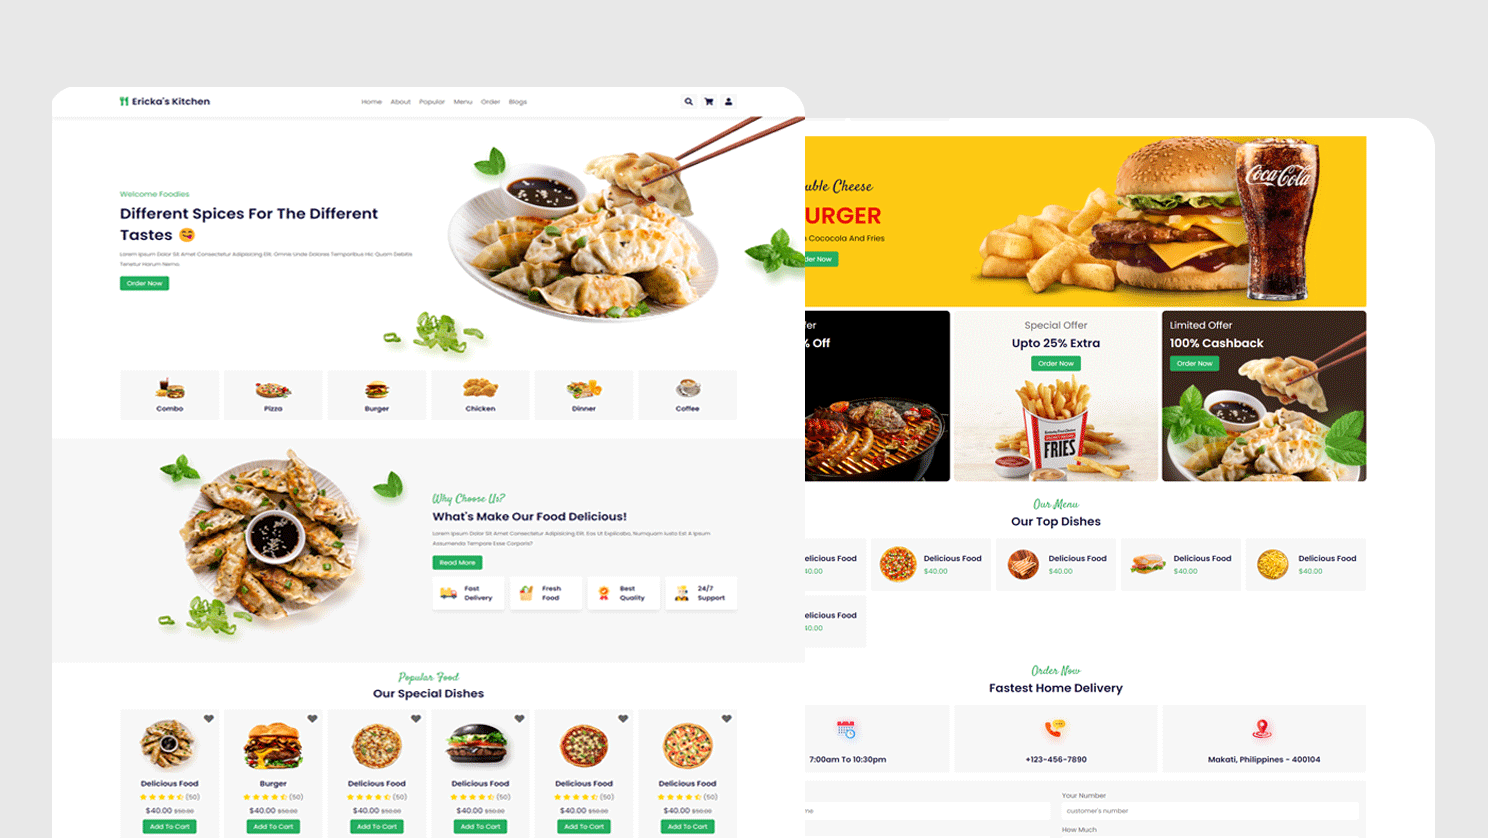 Ericka's Kitchen
Home About Popular Menu Order Blogs
Welcome Foodies
Different Spices For The Different
Tastes 😋
Lorem Ipsum Dolor Sit Amet Consectetur Adipisicing Elit. Omnis Unde Dolores Temporibus Hic Quam Debitis
Tenetur Harum Nemo.
Order Now
Combo
Pizza
Burger
Chicken
Dinner
Coffee
Why Choose Us?
What's Make Our Food Delicious!
Lorem Ipsum Dolor Sit Amet Consectetur Adipisicing Elit. Eos Ut Explicabo, Numquam Iusto Est A Ipsum
Assumenda Tempore Esse Corporis?
Read More
Fast
Delivery
Fresh
Food
Best
Quality
24/7
Support
Popular Food
Our Special Dishes
Delicious Food
(50)
$40.00 $50.00
Add To Cart
Burger
(50)
$40.00 $50.00
Add To Cart
Delicious Food
(50)
$40.00 $50.00
Add To Cart
Delicious Food
(50)
$40.00 $50.00
Add To Cart
Delicious Food
(50)
$40.00 $50.00
Add To Cart
Delicious Food
(50)
$40.00 $50.00
Add To Cart
uble Cheese
URGER
Cococola And Fries
der Now
Coca-Cola
fer
% Off
Special Offer
Upto 25% Extra
Order Now
FRIES
Limited Offer
100% Cashback
Order Now
Our Menu
Our Top Dishes
elicious Food
40.00
Delicious Food
$40.00
Delicious Food
$40.00
Delicious Food
$40.00
Delicious Food
$40.00
elicious Food
40.00
Order Now
Fastest Home Delivery
7:00am To 10:30pm
+123-456-7890
Makati, Philippines - 400104
me
Your Number
customer's number
How Much